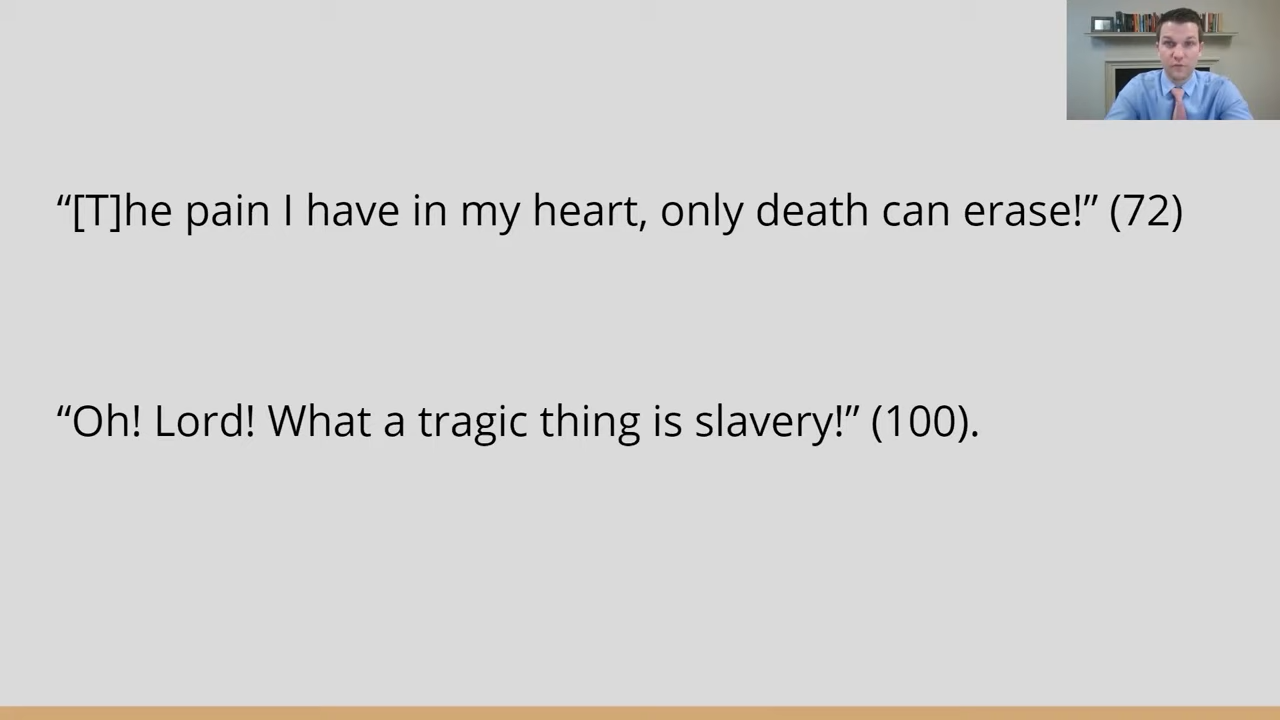 “[T]he pain I have in my heart, only death can erase!” (72)
“Oh! Lord! What a tragic thing is slavery!” (100).